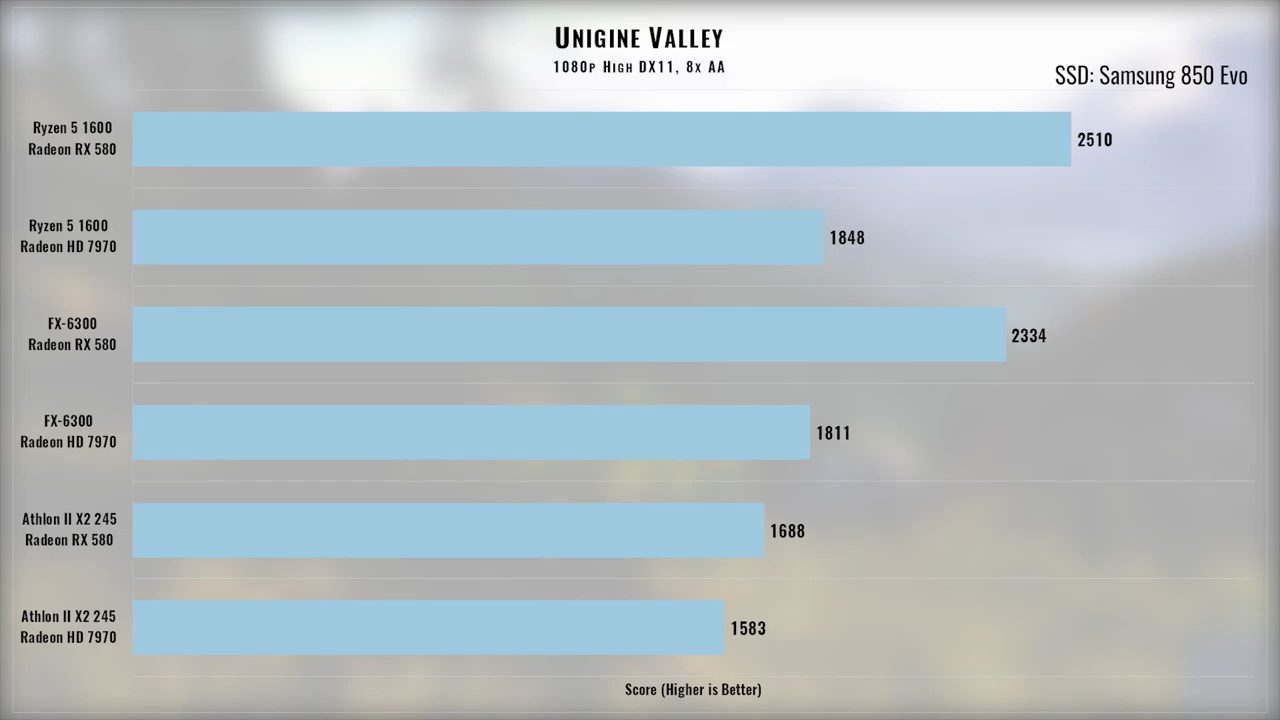 Unigine Valley
1080p High DX11, 8x AA
SSD: Samsung 850 Evo
Ryzen 5 1600
Radeon RX 580
2510
Ryzen 5 1600
Radeon HD 7970
1848
FX-6300
Radeon RX 580
2334
FX-6300
Radeon HD 7970
1811
Athlon II X2 245
Radeon RX 580
1688
Athlon II X2 245
Radeon HD 7970
1583
Score (Higher is Better)